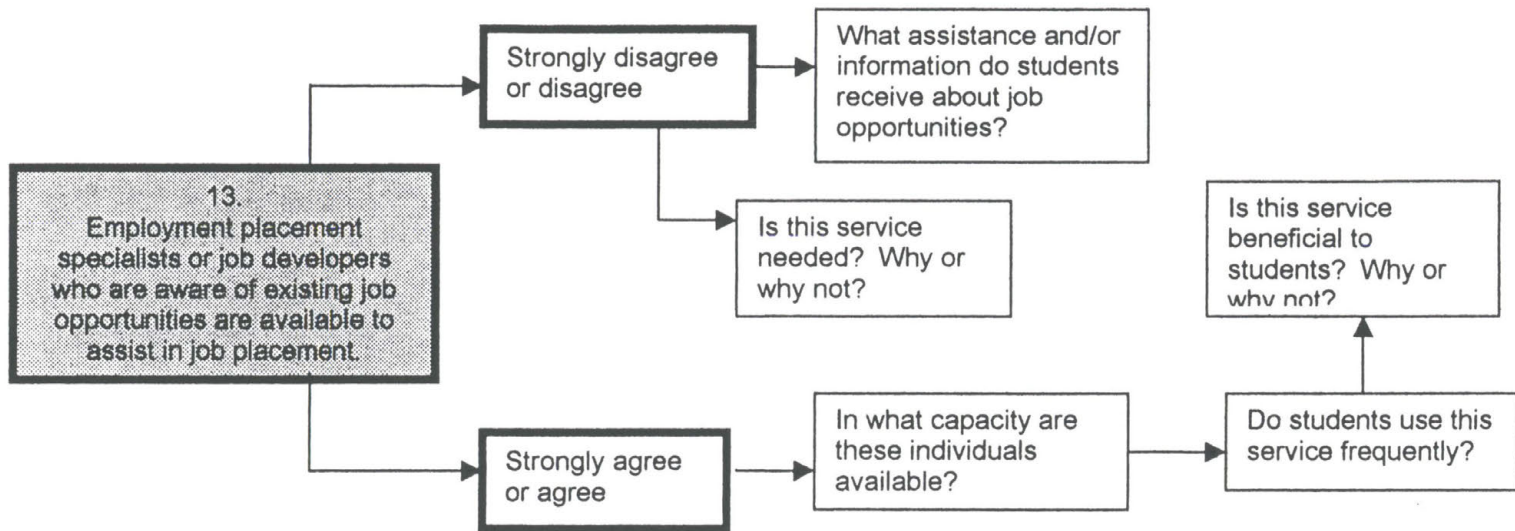 13.
Employment placement
specialists or job developers
who are aware of existing job
opportunities are available to
assist in job placement.
Strongly disagree
or disagree
What assistance and/or
information do students
receive about job
opportunities?
Is this service
needed?  Why or
why not?
Strongly agree
or agree
In what capacity are
these individuals
available?
Do students use this
service frequently?
Is this service
beneficial to
students?  Why or
why not?